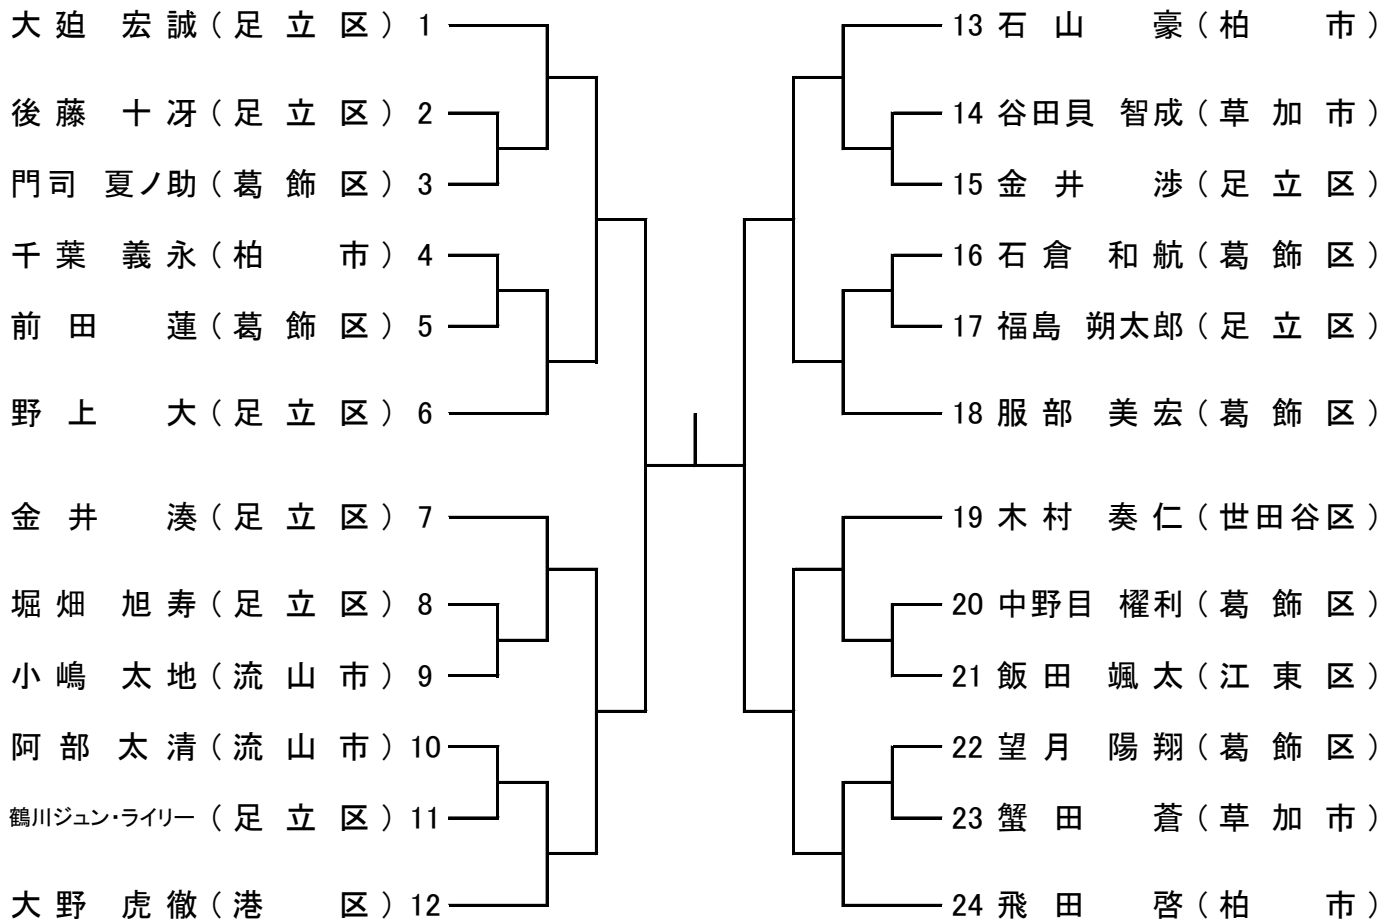 大廹 宏誠（足立区）1
後藤 十冴（足立区）2
門司 夏ノ助（葛飾区）3
千葉 義永（柏市）4
前田 蓮（葛飾区）5
野上 大（足立区）6
金井 湊（足立区）7
堀畑 旭寿（足立区）8
小嶋 太地（流山市）9
阿部 太清（流山市）10
鶴川ジュン・ライリー（足立区）11
大野 虎徹（港区）12
13 石山 豪（柏市）
14 谷田貝 智成（草加市）
15 金井 渉（足立区）
16 石倉 和航（葛飾区）
17 福島 朔太郎（足立区）
18 服部 美宏（葛飾区）
19 木村 奏仁（世田谷区）
20 中野目 櫂利（葛飾区）
21 飯田 颯太（江東区）
22 望月 陽翔（葛飾区）
23 蟹田 蒼（草加市）
24 飛田 啓（柏市）